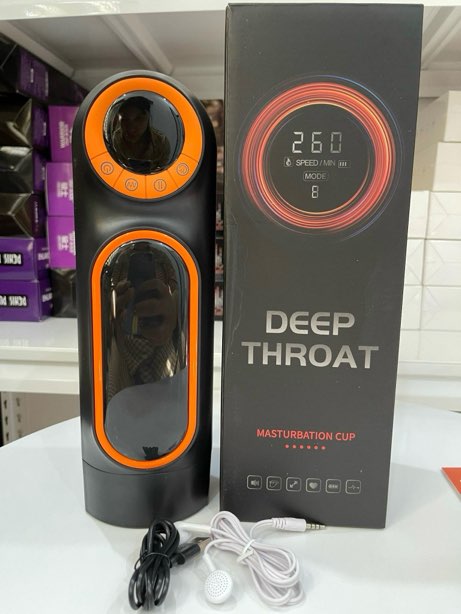 260
SPEED / MIN
MODE
8
DEEP
THROAT
MASTURBATION CUP